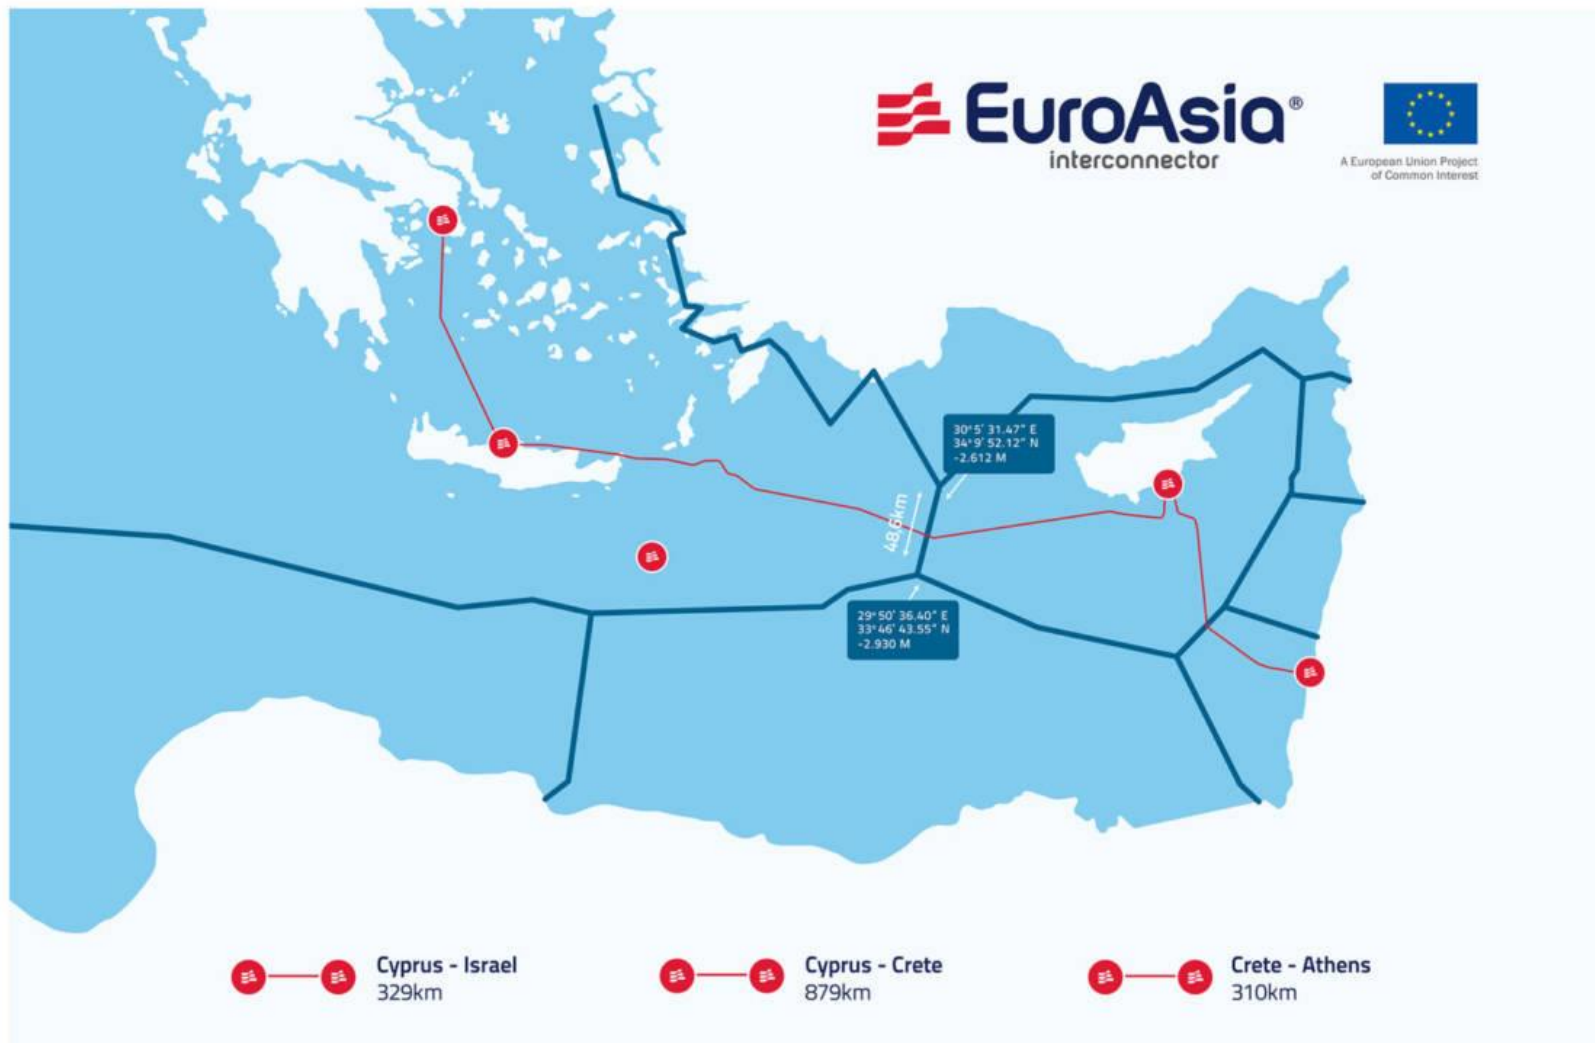 EuroAsia®
interconnector
A European Union Project
of Common Interest
30° 5' 31.47" E
34° 9' 52.12" N
-2.612 M
48,6km
29° 50' 36.40" E
33° 46' 43.55" N
-2.930 M
Cyprus - Israel
329km
Cyprus - Crete
879km
Crete - Athens
310km